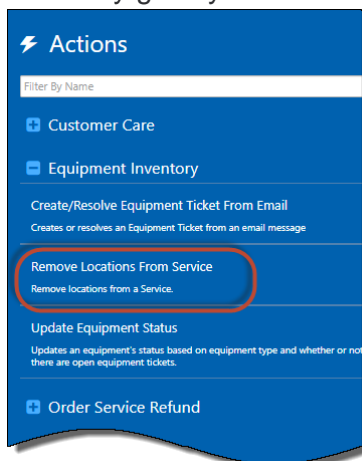 Actions
Filter By Name
Customer Care
Equipment Inventory
Create/Resolve Equipment Ticket From Email
Creates or resolves an Equipment Ticket from an email message
Remove Locations From Service
Remove locations from a Service.
Update Equipment Status
Updates an equipment's status based on equipment type and whether or not
there are open equipment tickets.
Order Service Refund